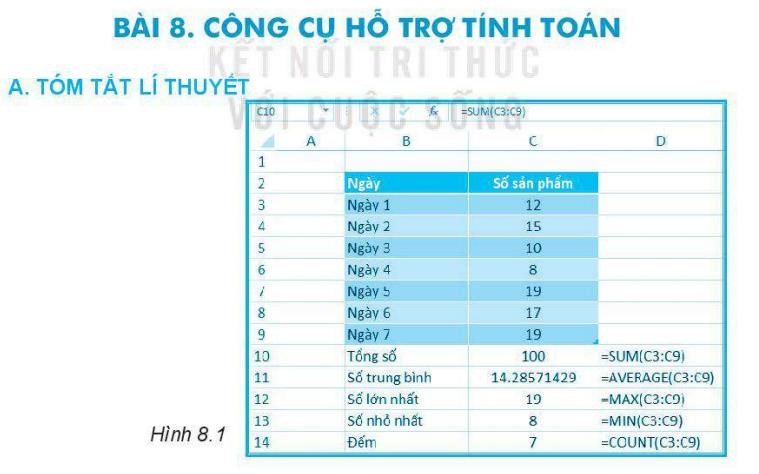 BÀI 8. CÔNG CỤ HỖ TRỢ TÍNH TOÁN
KẾT NỐI TRI THỨC
VỚI CUỘC SỐNG
A. TÓM TẮT LÍ THUYẾT
C10 fx =SUM(C3:C9)
A B C D
1
2 Ngày Số sản phẩm
3 Ngày 1 12
4 Ngày 2 15
5 Ngày 3 10
6 Ngày 4 8
7 Ngày 5 19
8 Ngày 6 17
9 Ngày 7 19
10 Tổng số 100 =SUM(C3:C9)
11 Số trung bình 14.28571429 =AVERAGE(C3:C9)
12 Số lớn nhất 19 =MAX(C3:C9)
13 Số nhỏ nhất 8 =MIN(C3:C9)
14 Đếm 7 =COUNT(C3:C9)
Hình 8.1